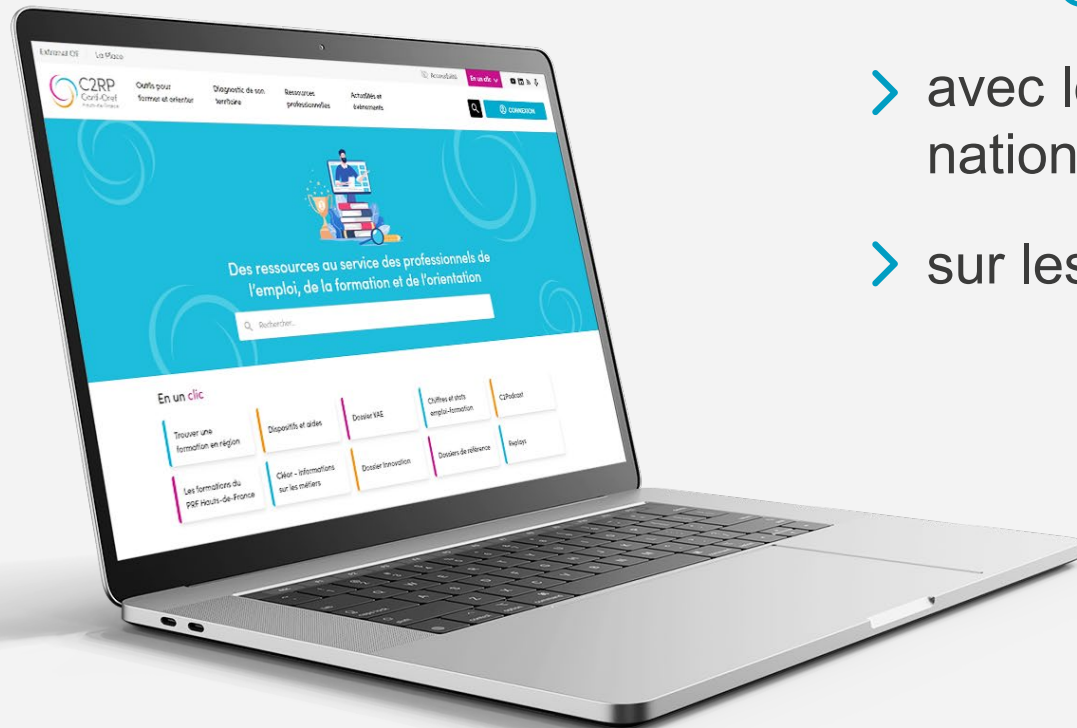 Extranet OF La Place
Accessibilité
En un clic
C2RP
Carif-Oref
Hauts-de-France
Outils pour
former et orienter
Diagnostic de son
territoire
Ressources
professionnelles
Actualités et
événements
CONNEXION
Des ressources au service des professionnels de
l'emploi, de la formation et de l'orientation
Rechercher...
En un clic
Trouver une
formation en région
Dispositifs et aides
Dossier VAE
Chiffres et stats
emploi-formation
C2Podcast
Les formations du
PRF Hauts-de-France
Cléor - Informations
sur les métiers
Dossier Innovation
Dossiers de référence
Replays
avec l
nation
sur les